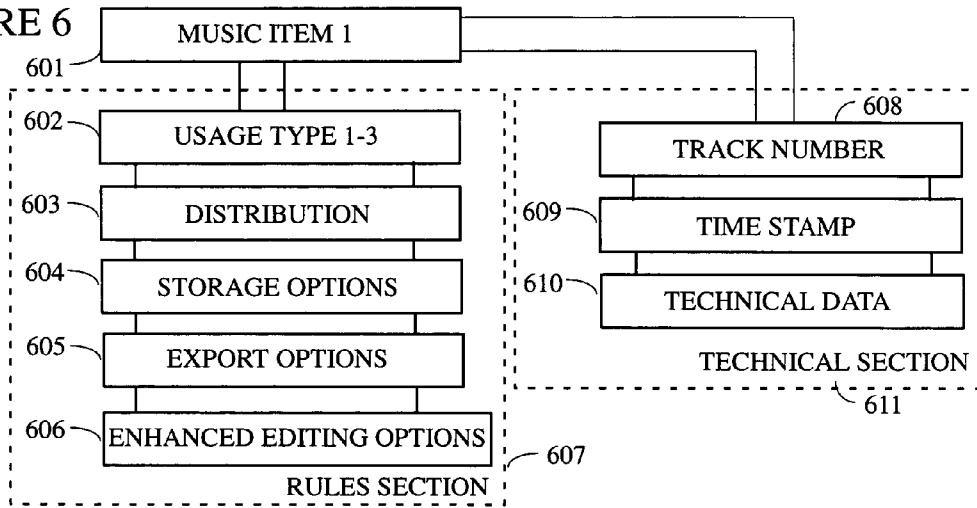 RE 6
MUSIC ITEM 1
601
602
USAGE TYPE 1-3
603
DISTRIBUTION
604
STORAGE OPTIONS
605
EXPORT OPTIONS
606
ENHANCED EDITING OPTIONS
607
RULES SECTION
608
TRACK NUMBER
609
TIME STAMP
610
TECHNICAL DATA
TECHNICAL SECTION
611